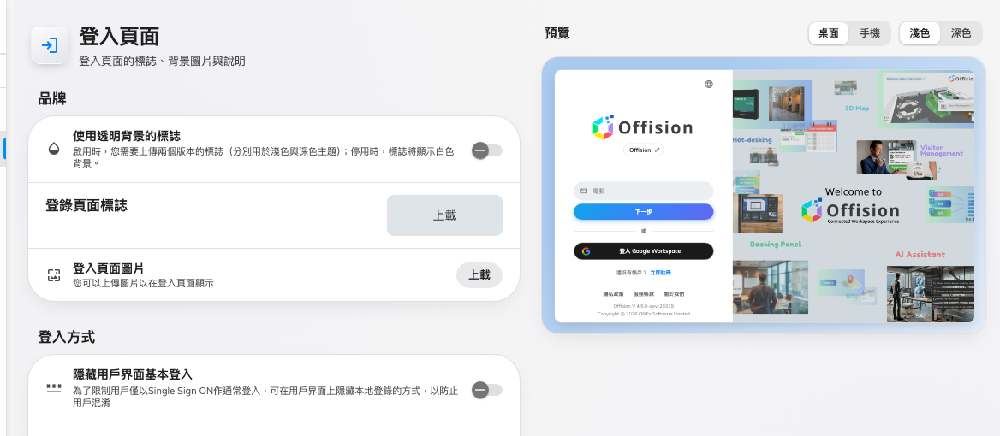 登入頁面
登入頁面的標誌、背景圖片與說明
品牌
使用透明背景的標誌
啟用時，您需要上傳兩個版本的標誌（分別用於淺色與深色主題）；停用時，標誌將顯示白色
背景。
登錄頁面標誌
上載
登入頁面圖片
您可以上傳圖片以在登入頁面顯示
上載
登入方式
隱藏用戶界面基本登入
為了限制用戶僅以Single Sign ON作通常登入，可在用戶界面上隱藏本地登錄的方式，以防止
用戶混淆
預覽
桌面
手機
淺色
深色
Offision
Offision
電郵
下一步
或
登入 Google Workspace
還沒有帳戶？ 立即註冊
隱私政策 服務條款 關於我們
Offision V 4.6.0-dev-20339
Copyright @ 2026 ONEs Software Limited
Offision
3D Map
Hot-desking
Visitor
Management
Welcome to
Offision
Connected Workspace Experience
Booking Panel
AI Assistant